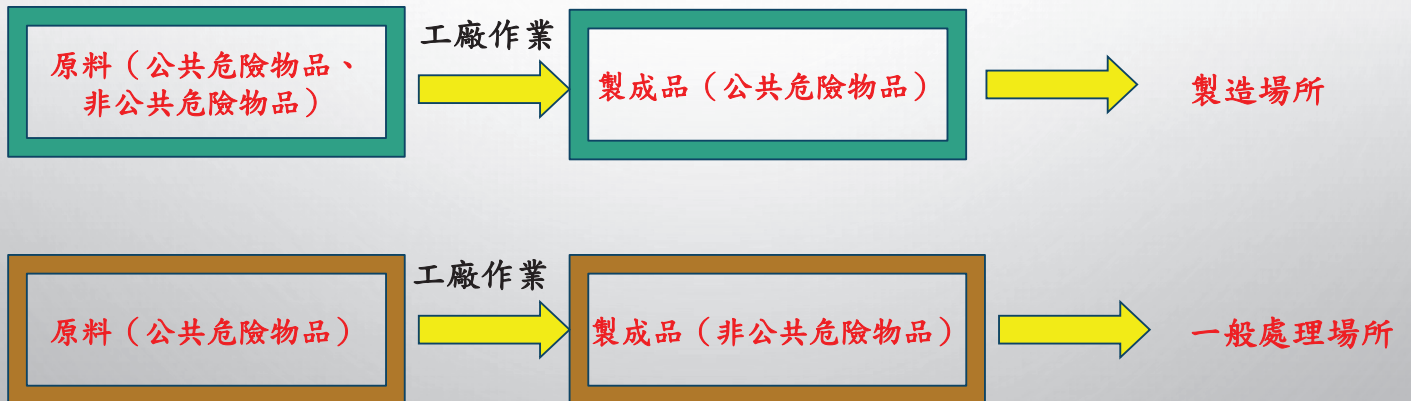 工廠作業
原料（公共危險物品、
非公共危險物品）
製成品（公共危險物品）
製造場所
工廠作業
原料（公共危險物品）
製成品（非公共危險物品）
一般處理場所